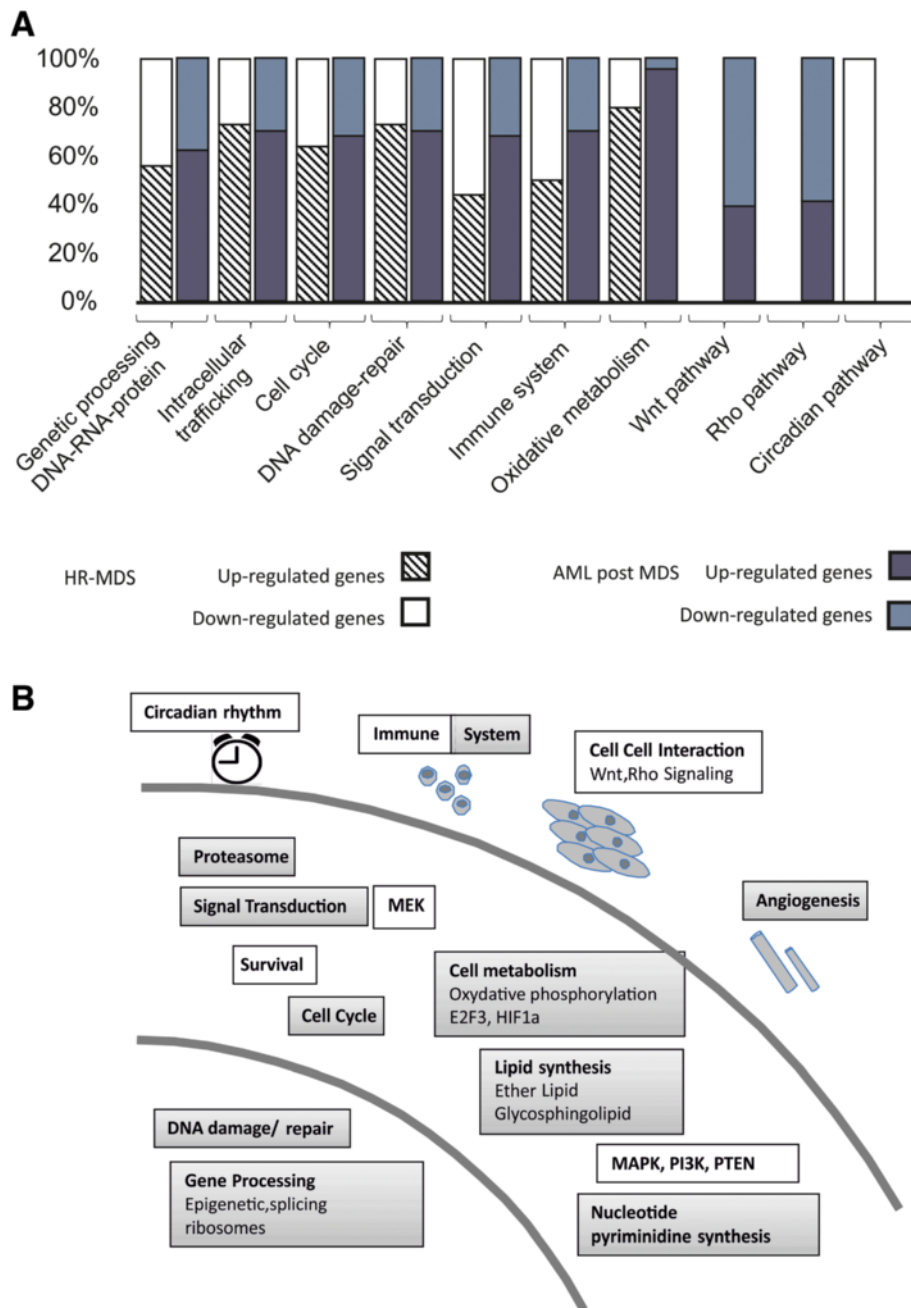 A
100%
80%
60%
40%
20%
0%
Genetic processing
DNA-RNA-protein
Intracellular
trafficking
Cell cycle
DNA damage-repair
Signal transduction
Immune system
Oxidative metabolism
Wnt pathway
Rho pathway
Circadian pathway
HR-MDS
Up-regulated genes
Down-regulated genes
AML post MDS
Up-regulated genes
Down-regulated genes
B
Circadian rhythm
Immune System
Cell Cell Interaction
Wnt,Rho Signaling
Proteasome
Signal Transduction
MEK
Angiogenesis
Survival
Cell metabolism
Oxydative phosphorylation
E2F3, HIF1a
Cell Cycle
Lipid synthesis
Ether Lipid
Glycosphingolipid
DNA damage/ repair
MAPK, PI3K, PTEN
Gene Processing
Epigenetic,splicing
ribosomes
Nucleotide
pyriminidine synthesis